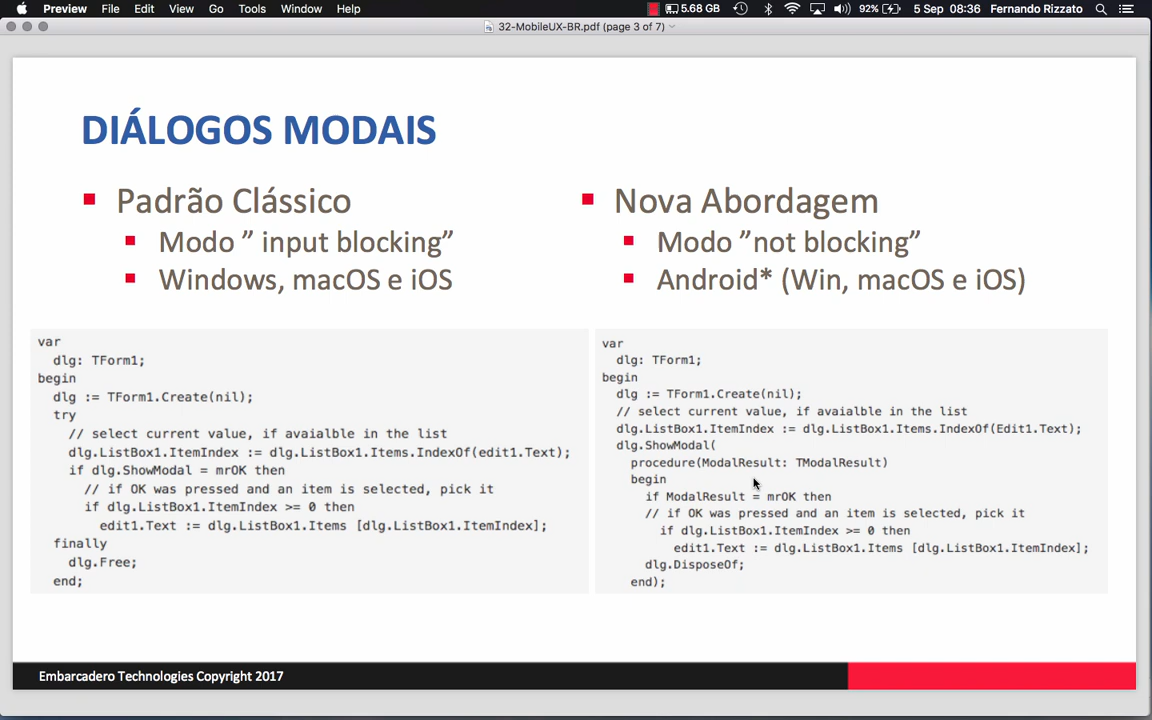 Preview File Edit View Go Tools Window Help 5.68 GB 92% 5 Sep 08:36 Fernando Rizzato
32-MobileUX-BR.pdf (page 3 of 7)
DIÁLOGOS MODAIS
Padrão Clássico
Modo ” input blocking”
Windows, macOS e iOS
Nova Abordagem
Modo ”not blocking”
Android* (Win, macOS e iOS)
var
dlg: TForm1;
begin
dlg := TForm1.Create(nil);
try
// select current value, if avaialble in the list
dlg.ListBox1.ItemIndex := dlg.ListBox1.Items.IndexOf(edit1.Text);
if dlg.ShowModal = mrOK then
// if OK was pressed and an item is selected, pick it
if dlg.ListBox1.ItemIndex >= 0 then
edit1.Text := dlg.ListBox1.Items [dlg.ListBox1.ItemIndex];
finally
dlg.Free;
end;
var
dlg: TForm1;
begin
dlg := TForm1.Create(nil);
// select current value, if avaialble in the list
dlg.ListBox1.ItemIndex := dlg.ListBox1.Items.IndexOf(Edit1.Text);
dlg.ShowModal(
procedure(ModalResult: TModalResult)
begin
if ModalResult = mrOK then
// if OK was pressed and an item is selected, pick it
if dlg.ListBox1.ItemIndex >= 0 then
edit1.Text := dlg.ListBox1.Items [dlg.ListBox1.ItemIndex];
dlg.DisposeOf;
end);
Embarcadero Technologies Copyright 2017